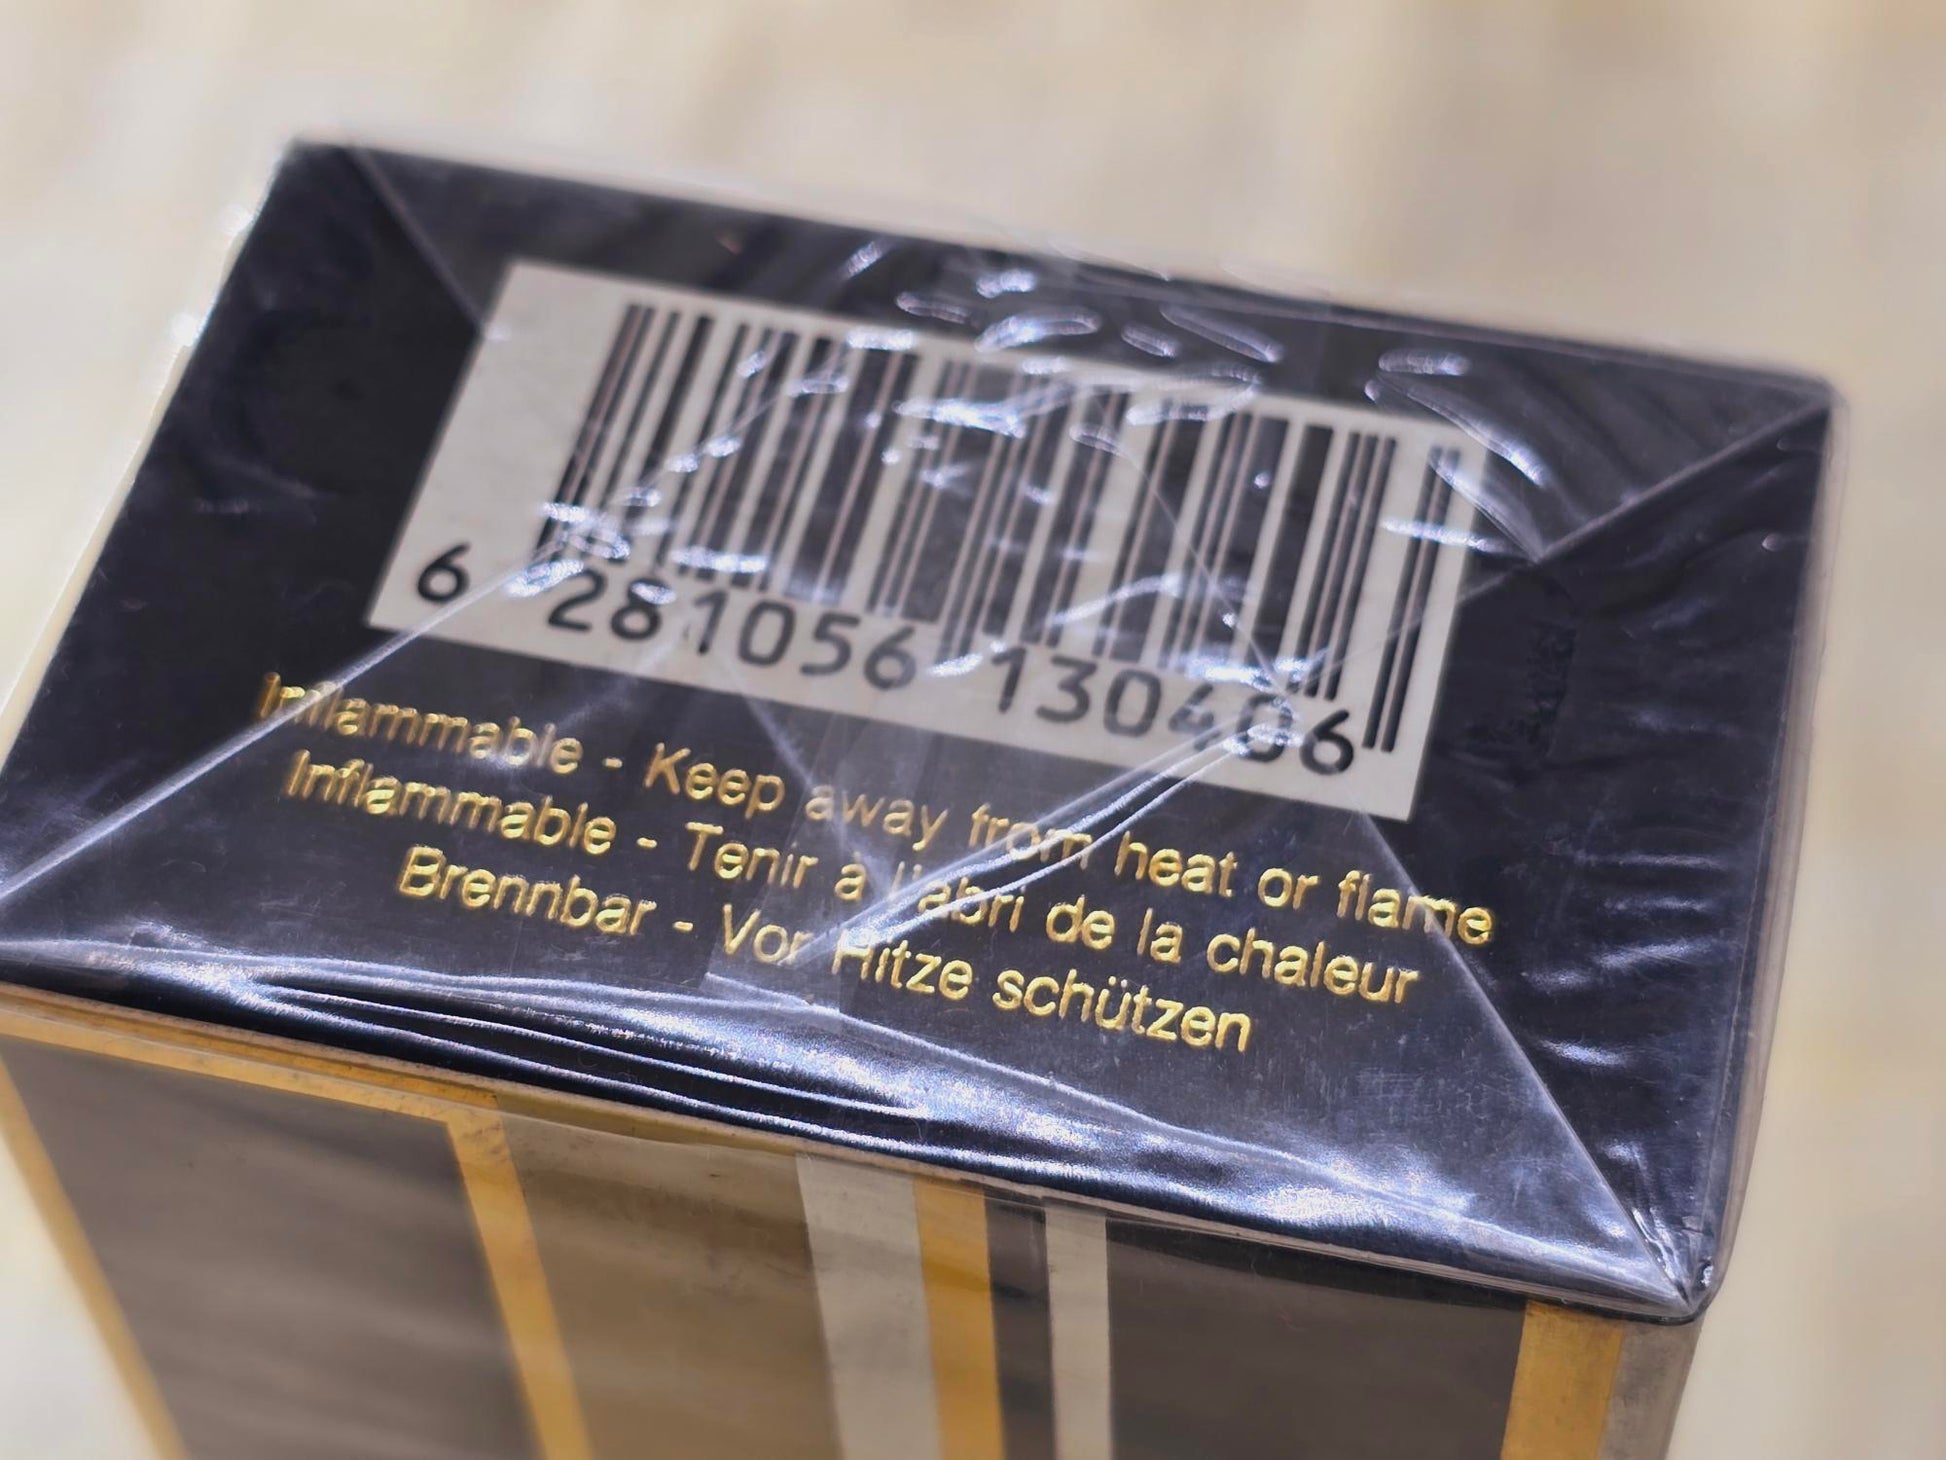 6 281056 130406
Inflammable - Keep away from heat or flame
Inflammable - Tenir à l'abri de la chaleur
Brennbar - Vor Hitze schützen